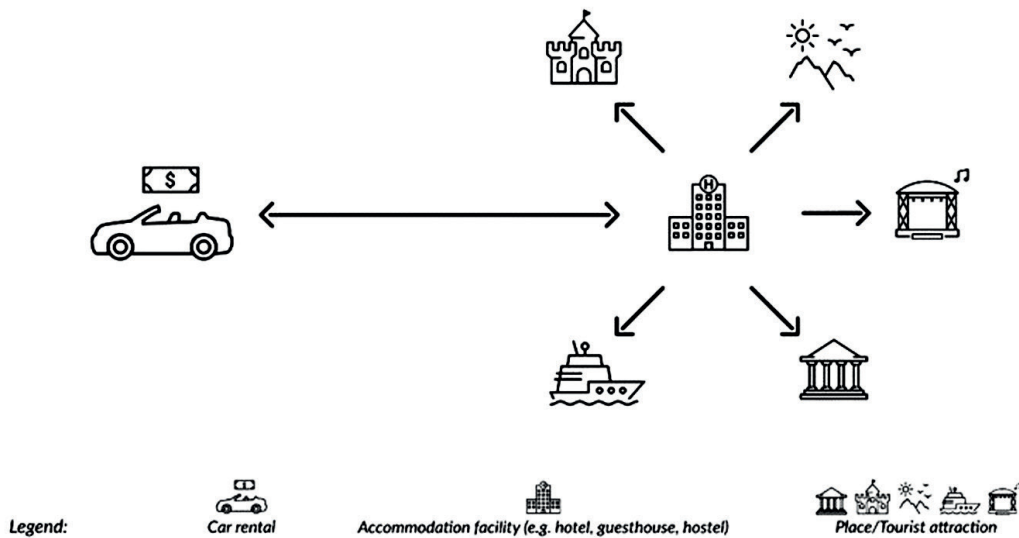 $
H
Legend:
Car rental
Accommodation facility (e.g. hotel, guesthouse, hostel)
Place/Tourist attraction